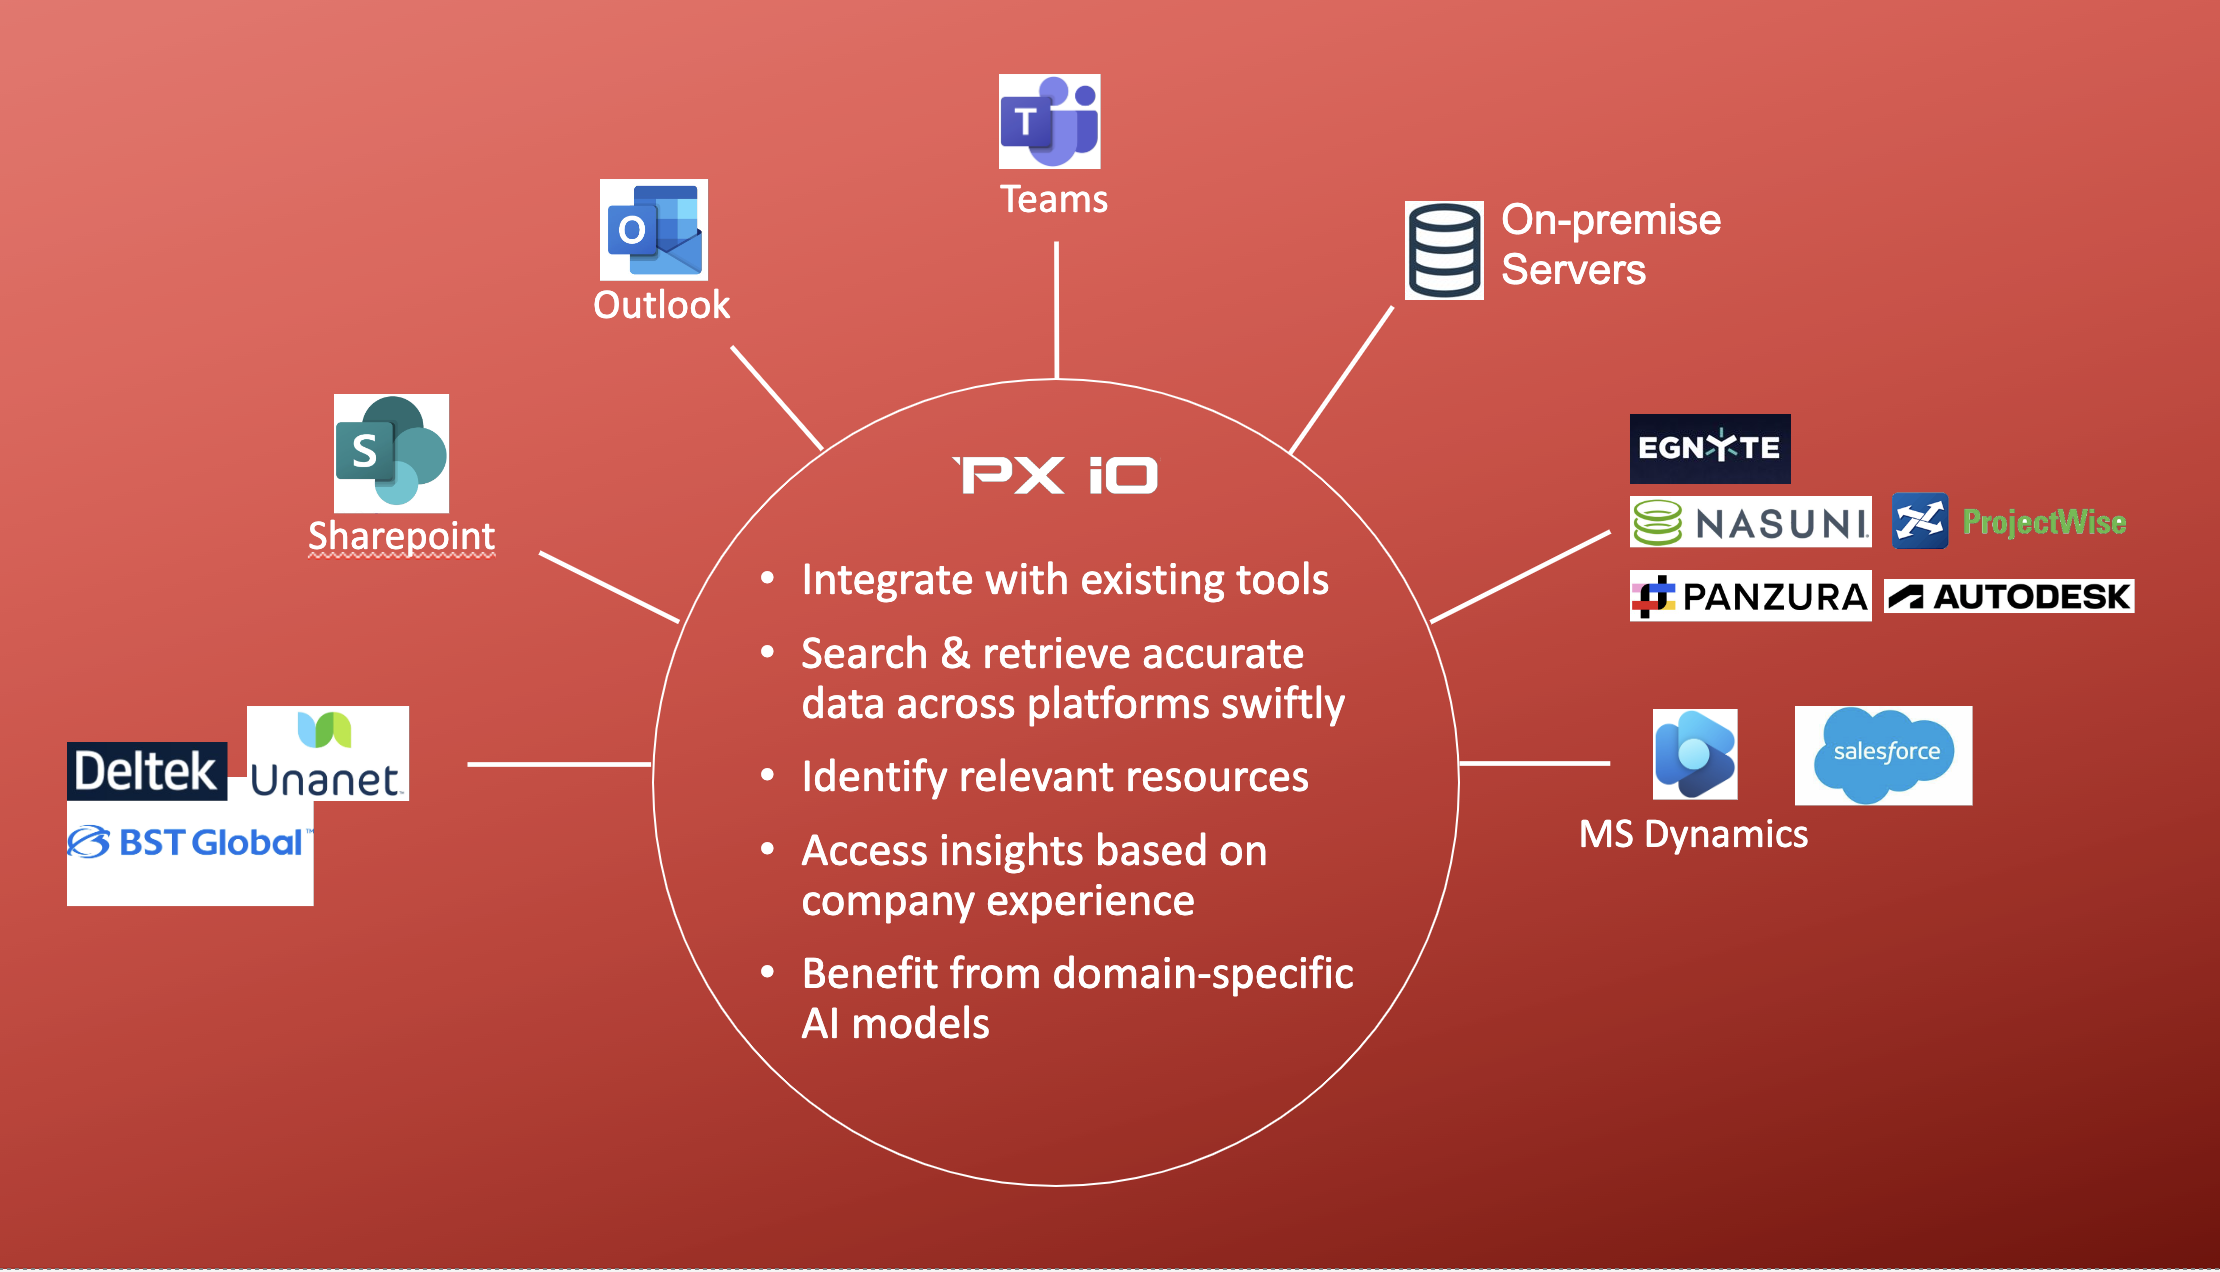 T
Teams
O
Outlook
On-premise
Servers
S
Sharepoint
EGNYTE
NASUNI
ProjectWise
PANZURA
AUTODESK
PX iO
• Integrate with existing tools
• Search & retrieve accurate
data across platforms swiftly
• Identify relevant resources
• Access insights based on
company experience
• Benefit from domain-specific
AI models
Deltek
Unanet™
BST Global™
MS Dynamics
salesforce